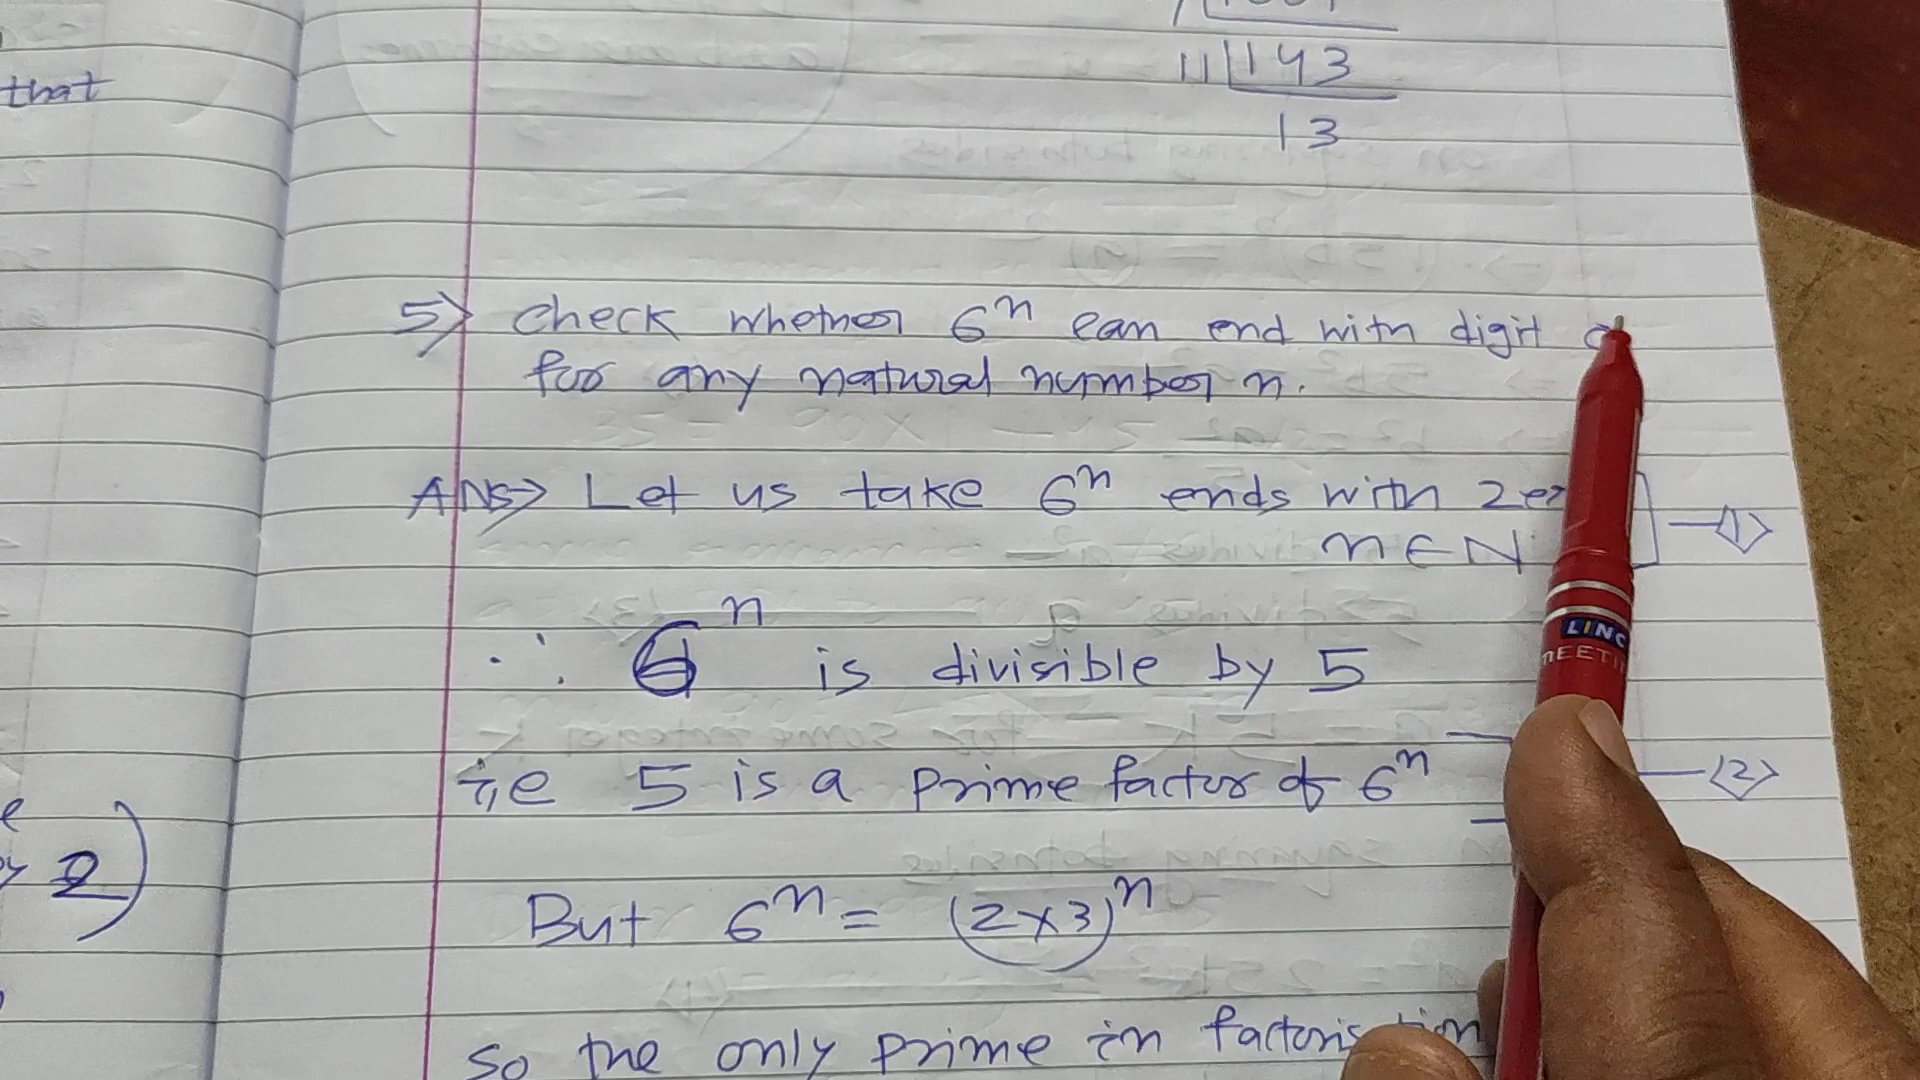 that
11 143
13
5> check whether 6ⁿ can end with digit
for any natural number n.
ANS> Let us take 6ⁿ ends with
n∈N
<1>
∴ 6ⁿ is divisible by 5
i,e 5 is a prime factor of 6ⁿ
<2>
But 6ⁿ = (2×3)ⁿ
2)
so the only prime in
LINC